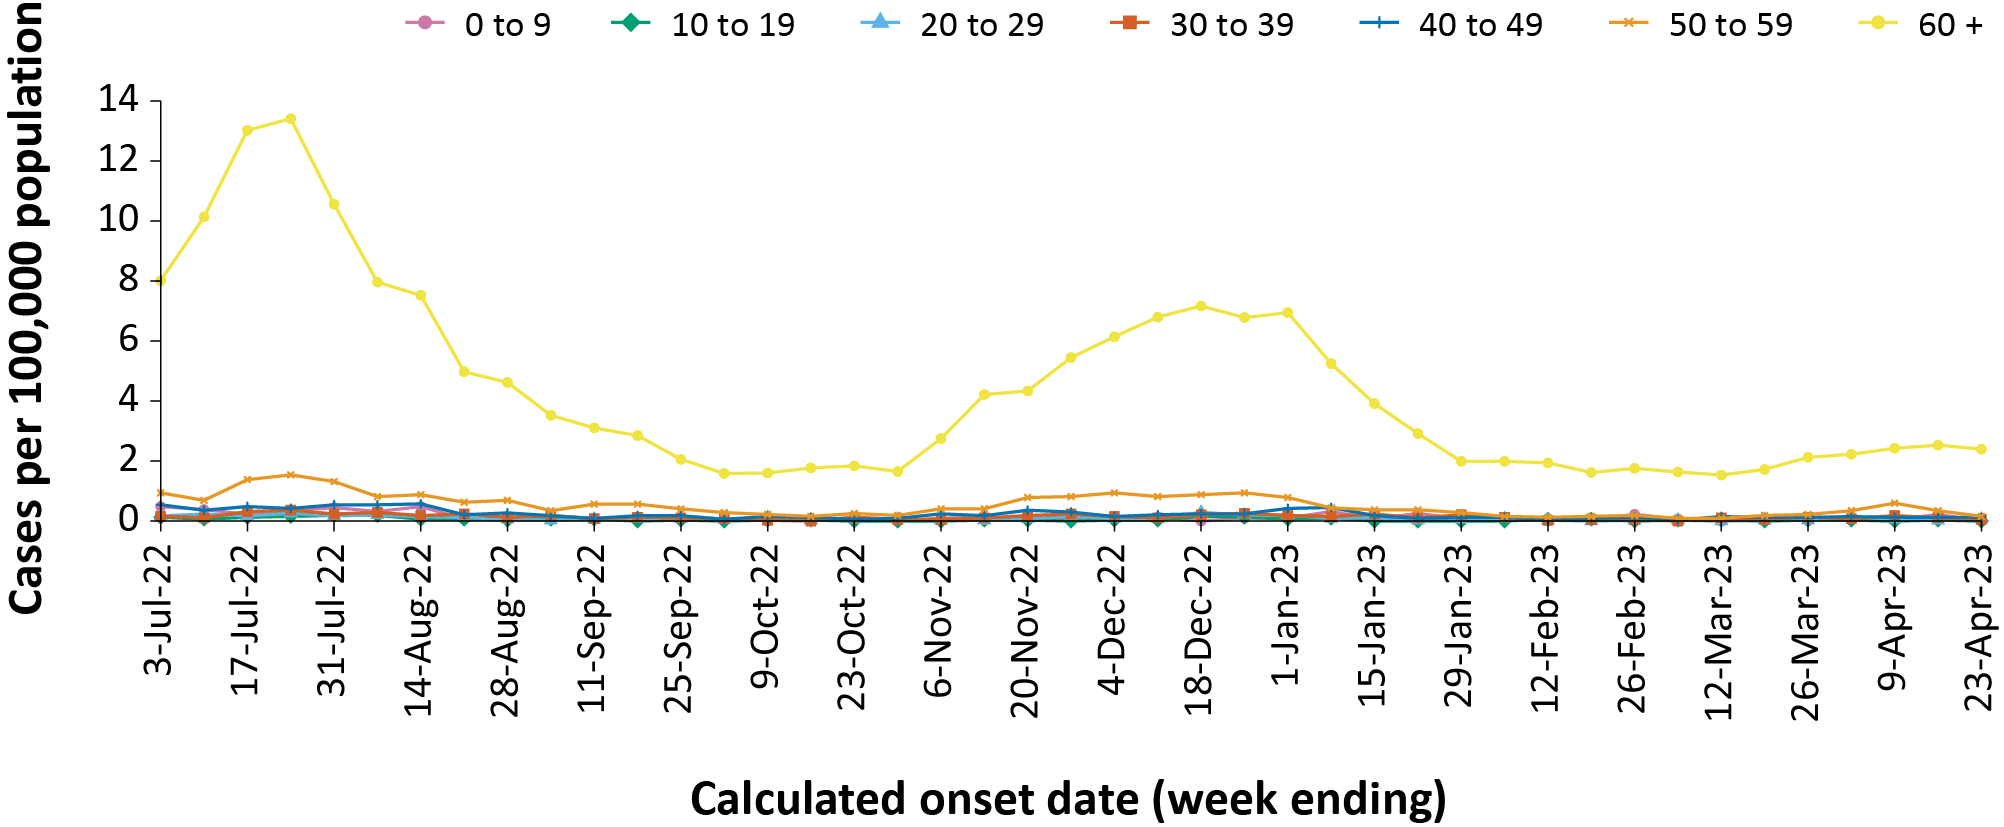 0 to 9 10 to 19 20 to 29 30 to 39 40 to 49 50 to 59 60 +
Cases per 100,000 population
14
12
10
8
6
4
2
0
3-Jul-22 17-Jul-22 31-Jul-22 14-Aug-22 28-Aug-22 11-Sep-22 25-Sep-22 9-Oct-22 23-Oct-22 6-Nov-22 20-Nov-22 4-Dec-22 18-Dec-22 1-Jan-23 15-Jan-23 29-Jan-23 12-Feb-23 26-Feb-23 12-Mar-23 26-Mar-23 9-Apr-23 23-Apr-23
Calculated onset date (week ending)